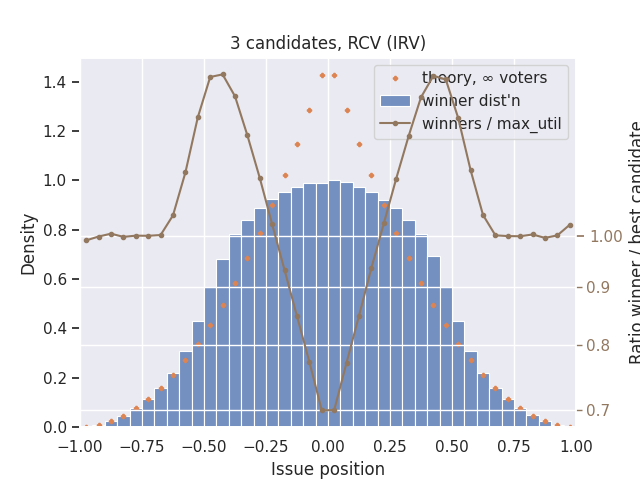 3 candidates, RCV (IRV)
theory, ∞ voters
winner dist'n
winners / max_util
1.4
1.2
1.0
0.8
0.6
0.4
0.2
0.0
Density
1.00
0.9
0.8
0.7
Ratio winner / best candidate
−1.00 −0.75 −0.50 −0.25 0.00 0.25 0.50 0.75 1.00
Issue position